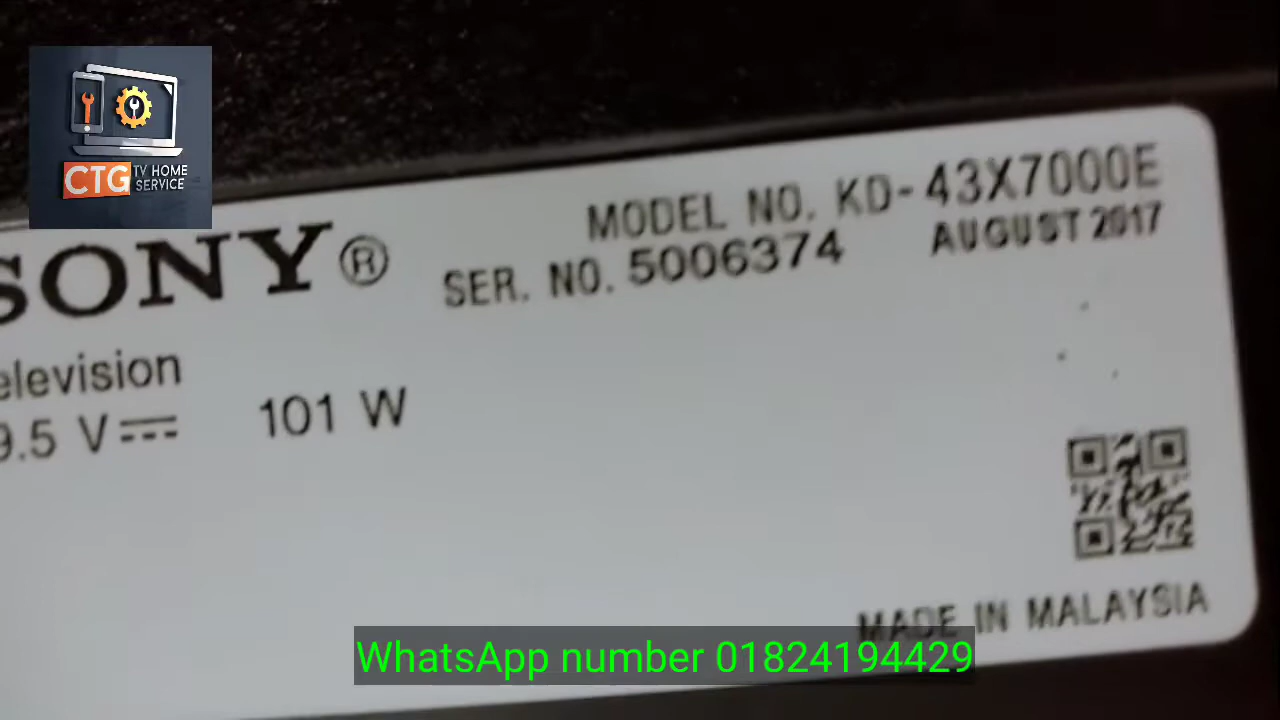 CTG TV HOME SERVICE
SONY®
MODEL NO. KD-43X7000E
SER. NO. 5006374 AUGUST 2017
elevision
9.5 V 101 W
MADE IN MALAYSIA
WhatsApp number 01824194429